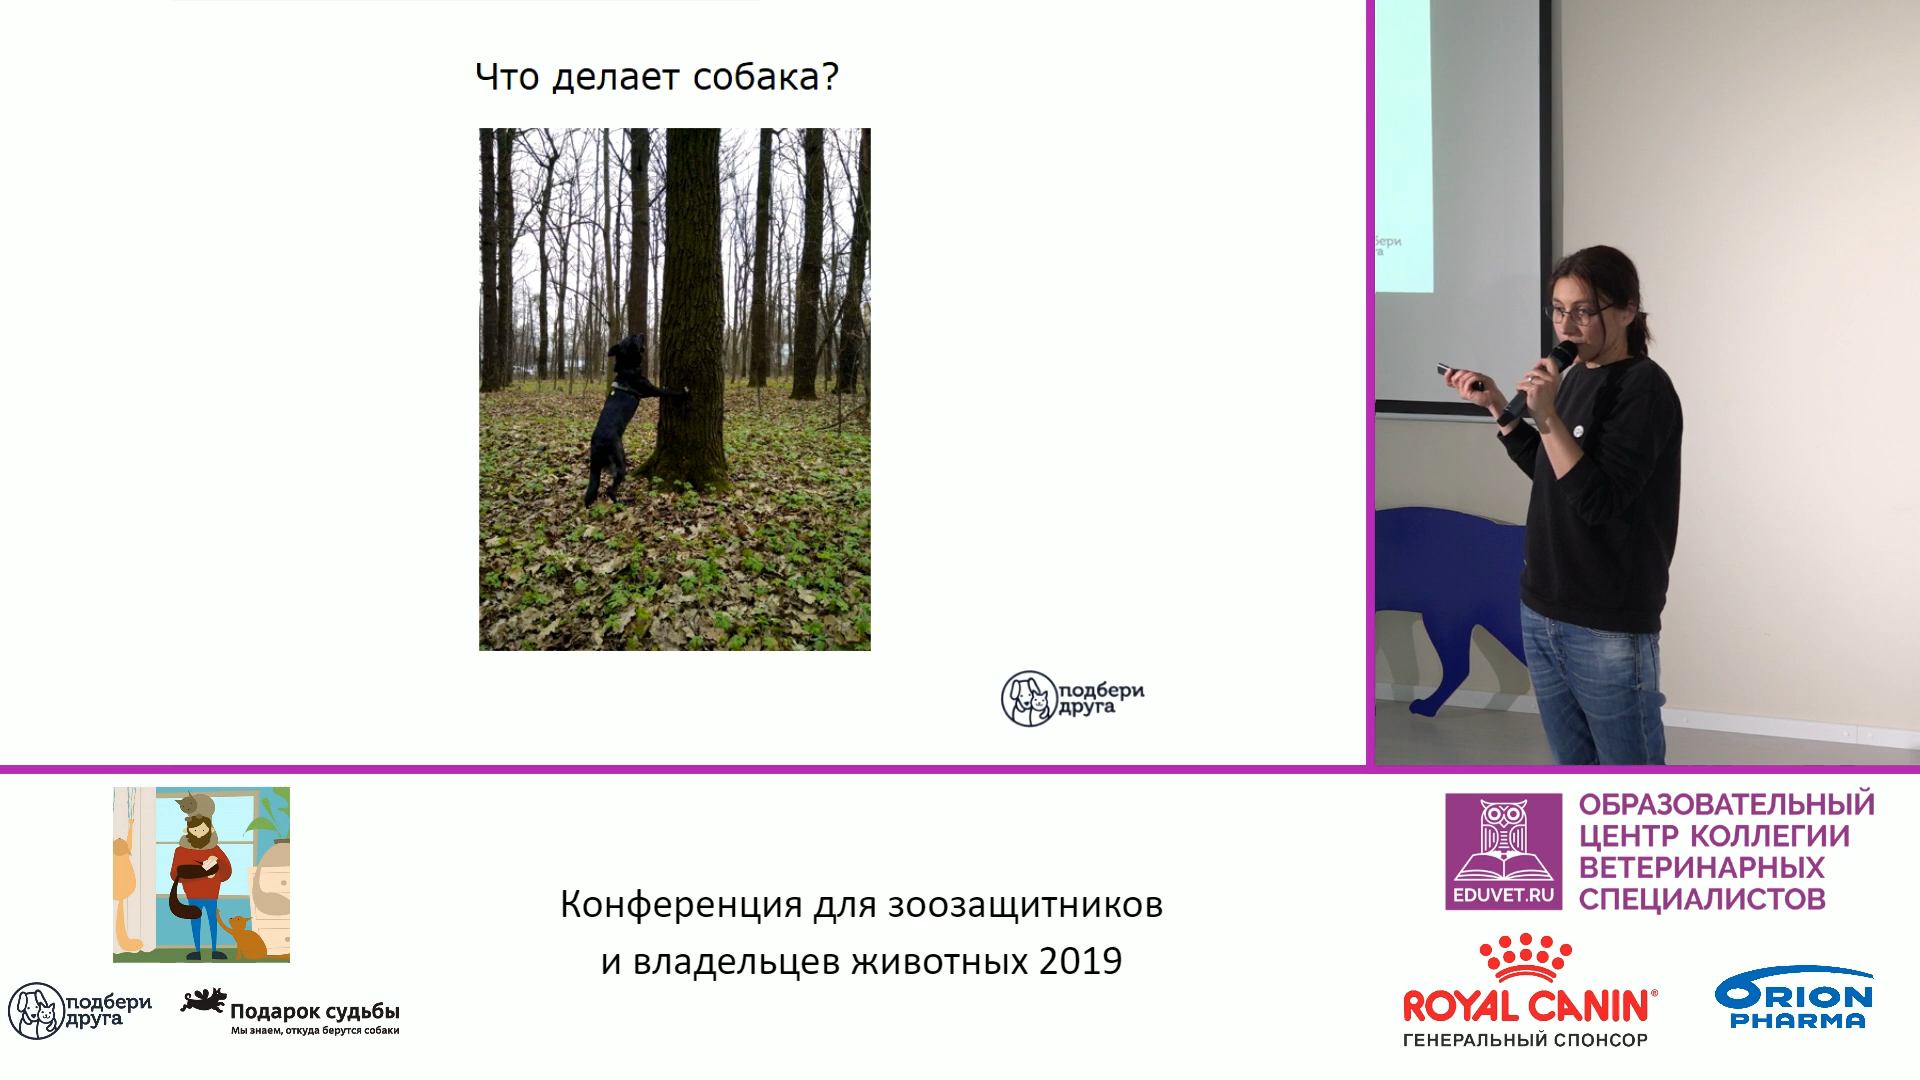 Что делает собака?
подбери
друга
бери
Конференция для зоозащитников
и владельцев животных 2019
подбери
друга
Подарок судьбы
Мы знаем, откуда берутся собаки
EDUVET.RU
ОБРАЗОВАТЕЛЬНЫЙ
ЦЕНТР КОЛЛЕГИИ
ВЕТЕРИНАРНЫХ
СПЕЦИАЛИСТОВ
ROYAL CANIN®
ГЕНЕРАЛЬНЫЙ СПОНСОР
ORION
PHARMA